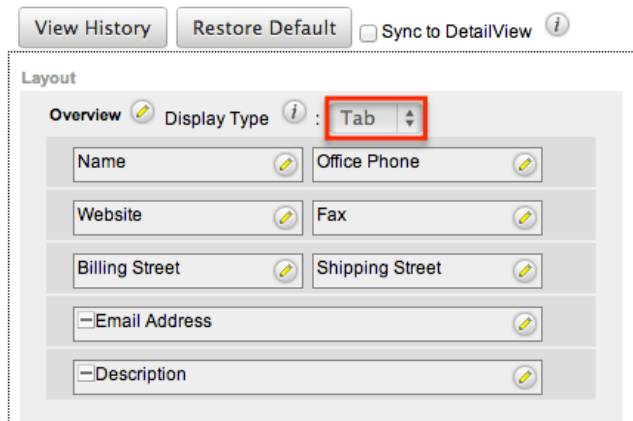 View History Restore Default Sync to DetailView i
Layout
Overview Display Type i : Tab
Name Office Phone
Website Fax
Billing Street Shipping Street
Email Address
Description